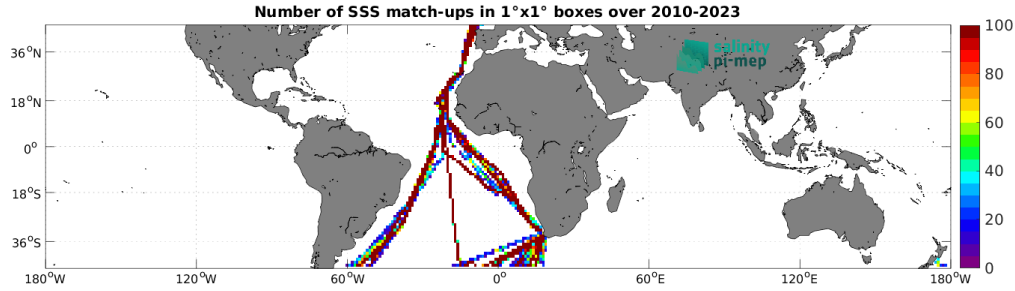 Number of SSS match-ups in 1°x1° boxes over 2010-2023
salinity
pi-mep
36°N
18°N
0°
18°S
36°S
180°W
120°W
60°W
0°W
60°E
120°E
180°W
100
80
60
40
20
0